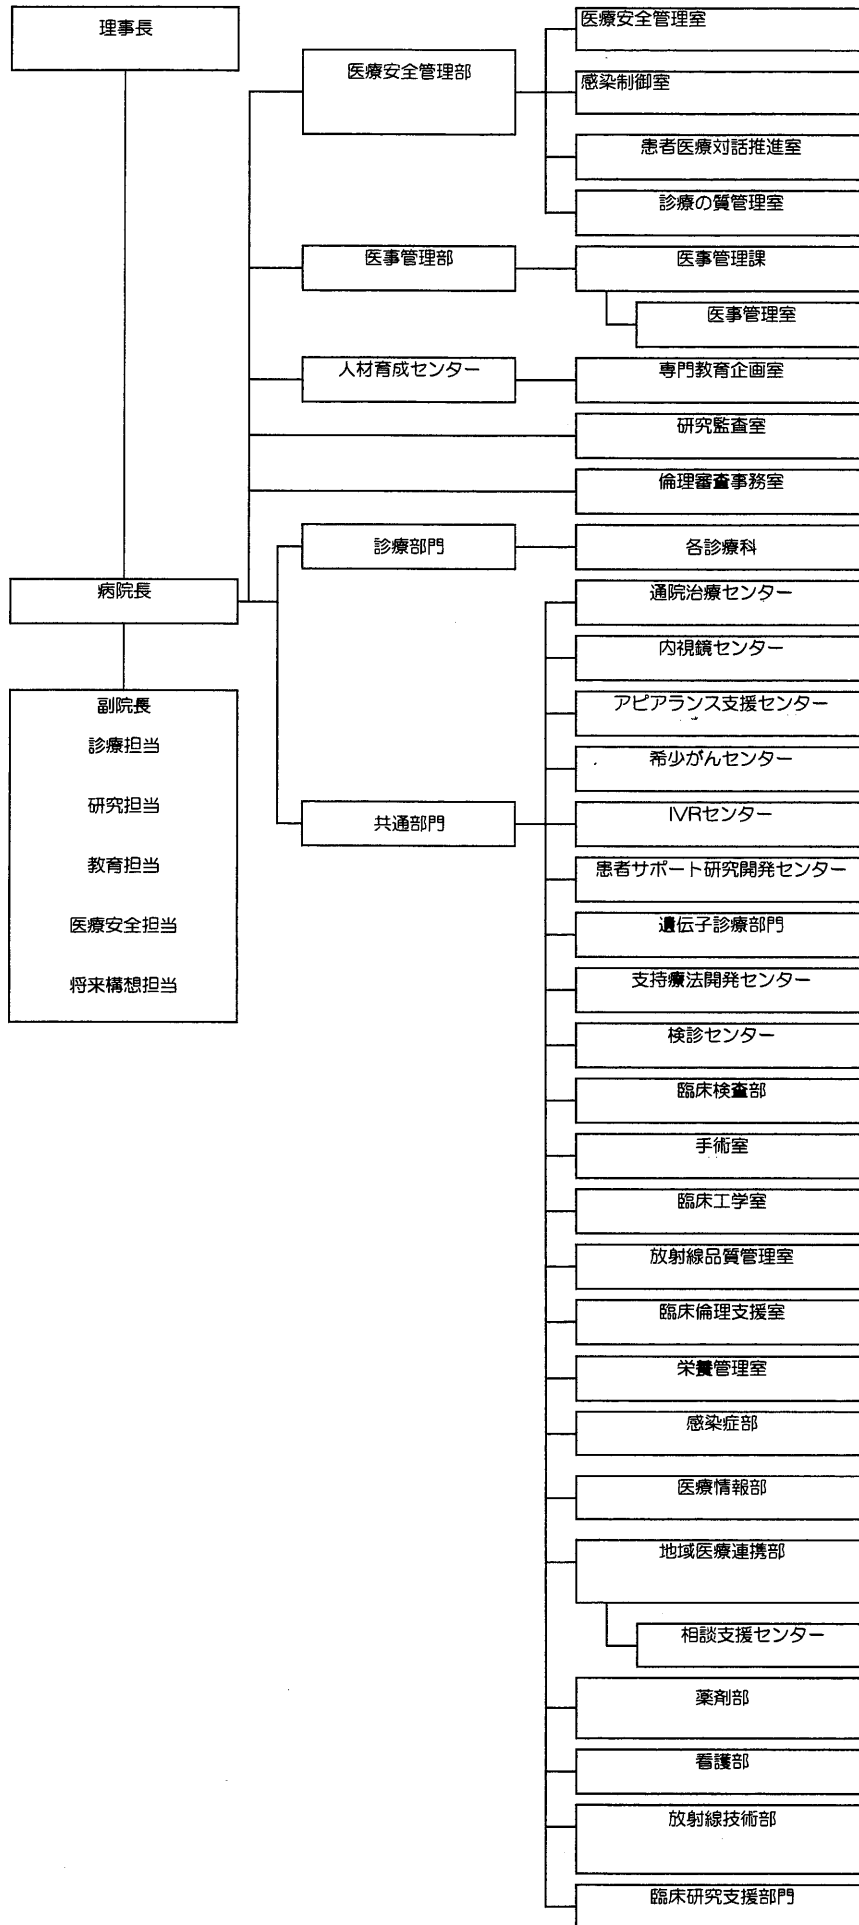 理事長
病院長
副院長
診療担当
研究担当
教育担当
医療安全担当
将来構想担当
医療安全管理部
医療安全管理室
感染制御室
患者医療対話推進室
診療の質管理室
医事管理部
医事管理課
医事管理室
人材育成センター
専門教育企画室
研究監査室
倫理審査事務室
診療部門
各診療科
共通部門
通院治療センター
内視鏡センター
アピアランス支援センター
希少がんセンター
IVRセンター
患者サポート研究開発センター
遺伝子診療部門
支持療法開発センター
検診センター
臨床検査部
手術室
臨床工学室
放射線品質管理室
臨床倫理支援室
栄養管理室
感染症部
医療情報部
地域医療連携部
相談支援センター
薬剤部
看護部
放射線技術部
臨床研究支援部門